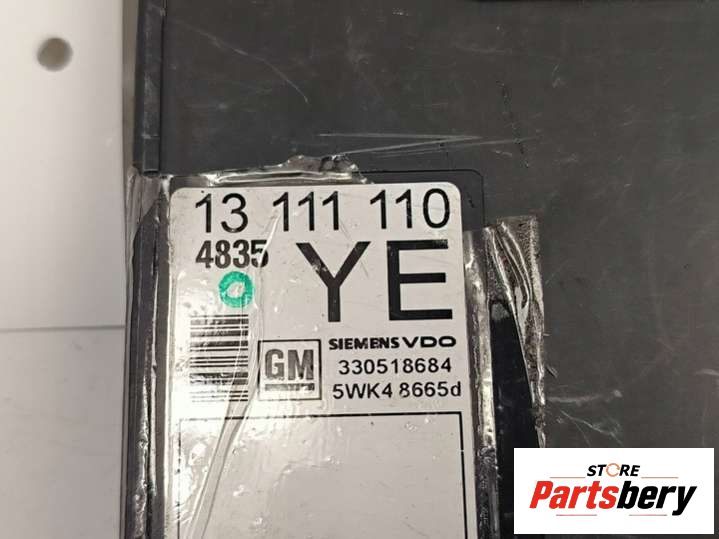 13 111 110
4835
YE
SIEMENS VDO
GM
330518684
5WK4 8665d
STORE
Partsbery